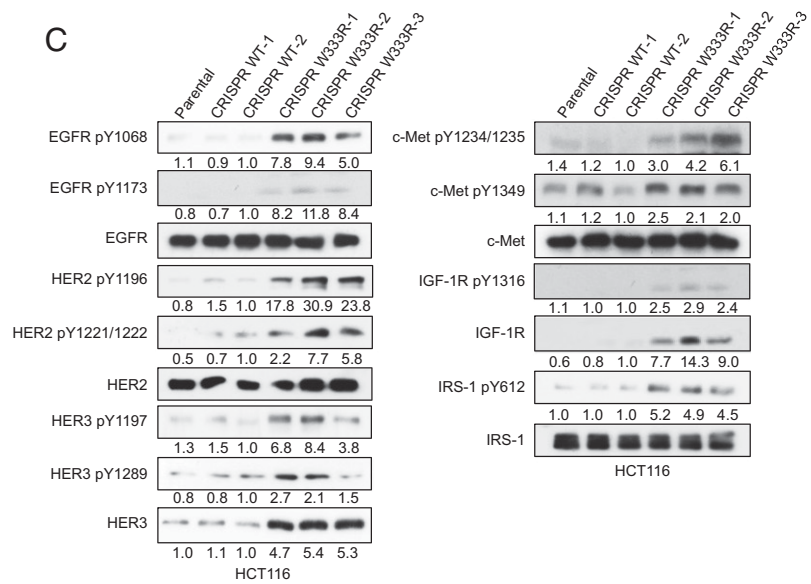 C
Parental CRISPR WT-1 CRISPR WT-2 CRISPR W333R-1 CRISPR W333R-2 CRISPR W333R-3
EGFR pY1068
1.1 0.9 1.0 7.8 9.4 5.0
EGFR pY1173
0.8 0.7 1.0 8.2 11.8 8.4
EGFR
HER2 pY1196
0.8 1.5 1.0 17.8 30.9 23.8
HER2 pY1221/1222
0.5 0.7 1.0 2.2 7.7 5.8
HER2
HER3 pY1197
1.3 1.5 1.0 6.8 8.4 3.8
HER3 pY1289
0.8 0.8 1.0 2.7 2.1 1.5
HER3
1.0 1.1 1.0 4.7 5.4 5.3
HCT116
Parental CRISPR WT-1 CRISPR WT-2 CRISPR W333R-1 CRISPR W333R-2 CRISPR W333R-3
c-Met pY1234/1235
1.4 1.2 1.0 3.0 4.2 6.1
c-Met pY1349
1.1 1.2 1.0 2.5 2.1 2.0
c-Met
IGF-1R pY1316
1.1 1.0 1.0 2.5 2.9 2.4
IGF-1R
0.6 0.8 1.0 7.7 14.3 9.0
IRS-1 pY612
1.0 1.0 1.0 5.2 4.9 4.5
IRS-1
HCT116